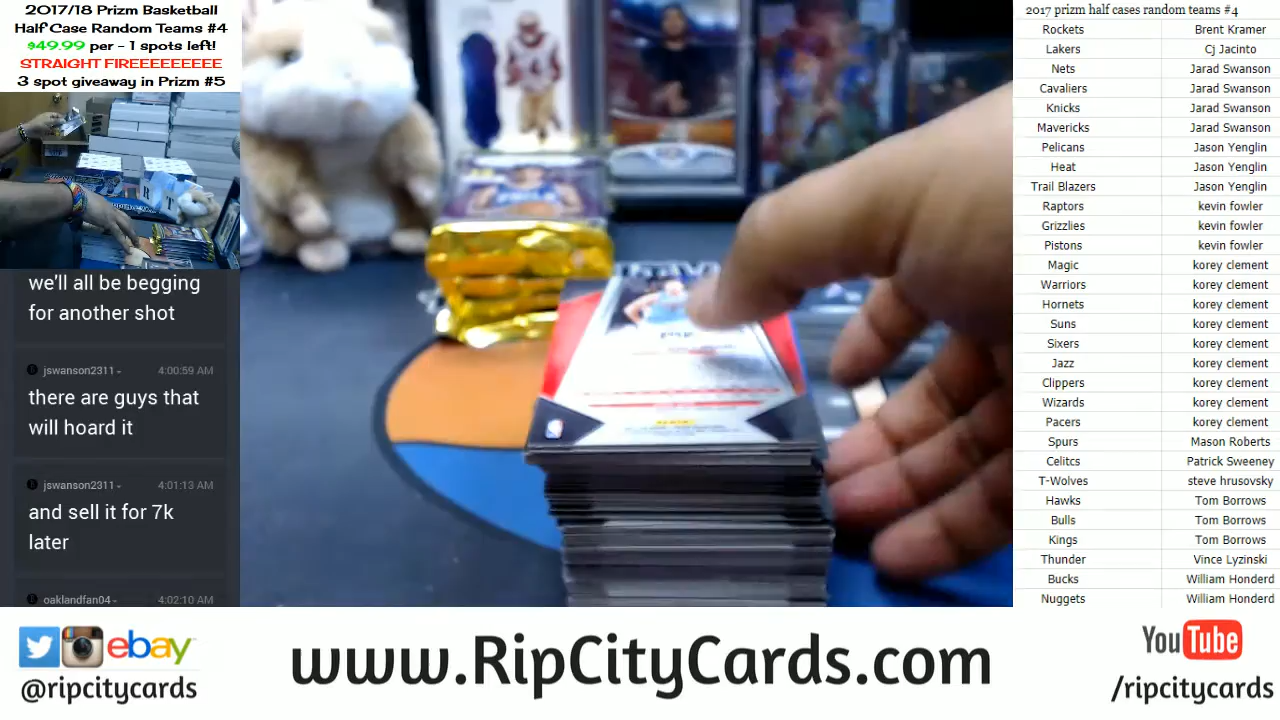 2017/18 Prizm Basketball
Half Case Random Teams #4
$49.99 per - 1 spots left!
STRAIGHT FIREEEEEEEEE
3 spot giveaway in Prizm #5
we'll all be begging
for another shot
jswanson2311
4:00:59 AM
there are guys that
will hoard it
jswanson2311
4:01:13 AM
and sell it for 7k
later
oaklandfan04
4:02:10 AM
2017 prizm half cases random teams #4
Rockets Brent Kramer
Lakers Cj Jacinto
Nets Jarad Swanson
Cavaliers Jarad Swanson
Knicks Jarad Swanson
Mavericks Jarad Swanson
Pelicans Jason Yenglin
Heat Jason Yenglin
Trail Blazers Jason Yenglin
Raptors kevin fowler
Grizzlies kevin fowler
Pistons kevin fowler
Magic korey clement
Warriors korey clement
Hornets korey clement
Suns korey clement
Sixers korey clement
Jazz korey clement
Clippers korey clement
Wizards korey clement
Pacers korey clement
Spurs Mason Roberts
Celitcs Patrick Sweeney
T-Wolves steve hrusovsky
Hawks Tom Borrows
Bulls Tom Borrows
Kings Tom Borrows
Thunder Vince Lyzinski
Bucks William Honderd
Nuggets William Honderd
ebay
@ripcitycards
www.RipCityCards.com
YouTube
/ripcitycards